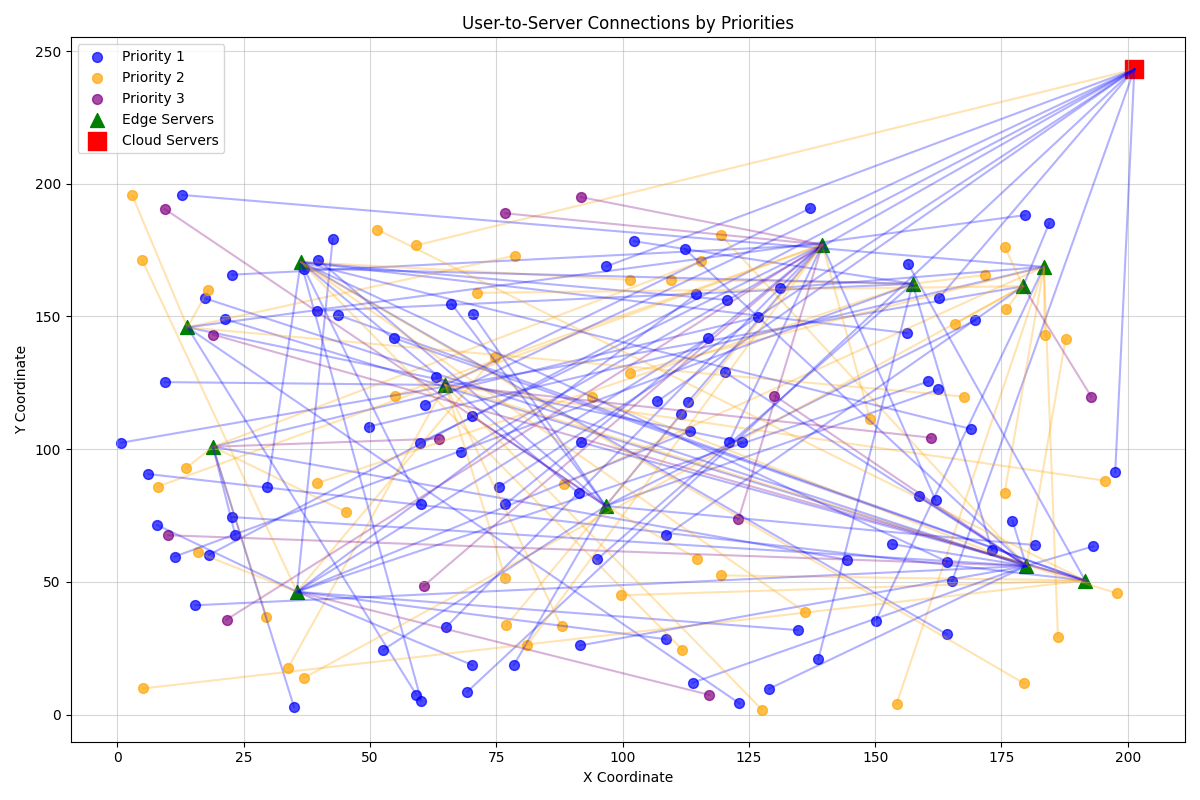 User-to-Server Connections by Priorities
Priority 1
Priority 2
Priority 3
Edge Servers
Cloud Servers
Y Coordinate
250
200
150
100
50
0
0
25
50
75
100
125
150
175
200
X Coordinate